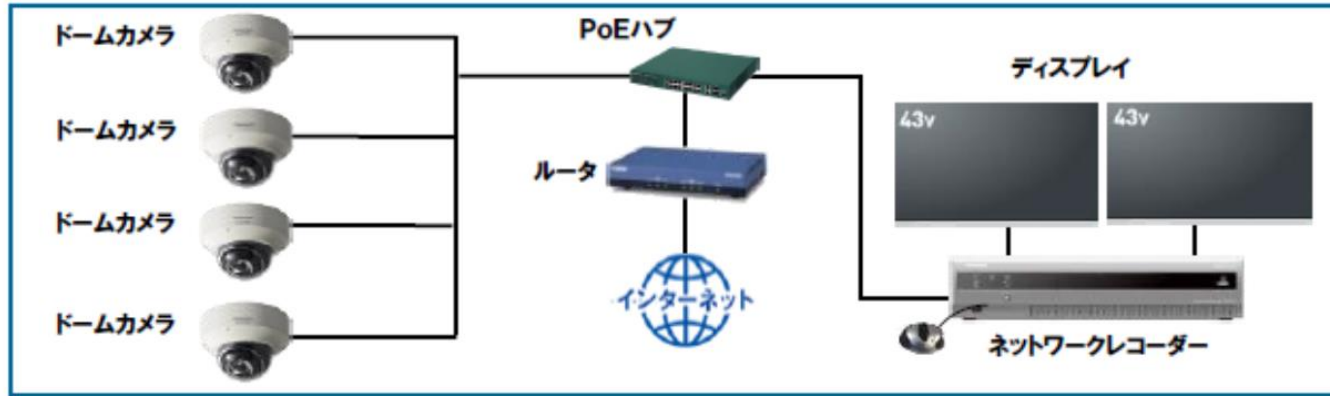 ドームカメラ
PoEハブ
ディスプレイ
43v
43v
ドームカメラ
ルータ
ドームカメラ
インターネット
ドームカメラ
ネットワークレコーダー